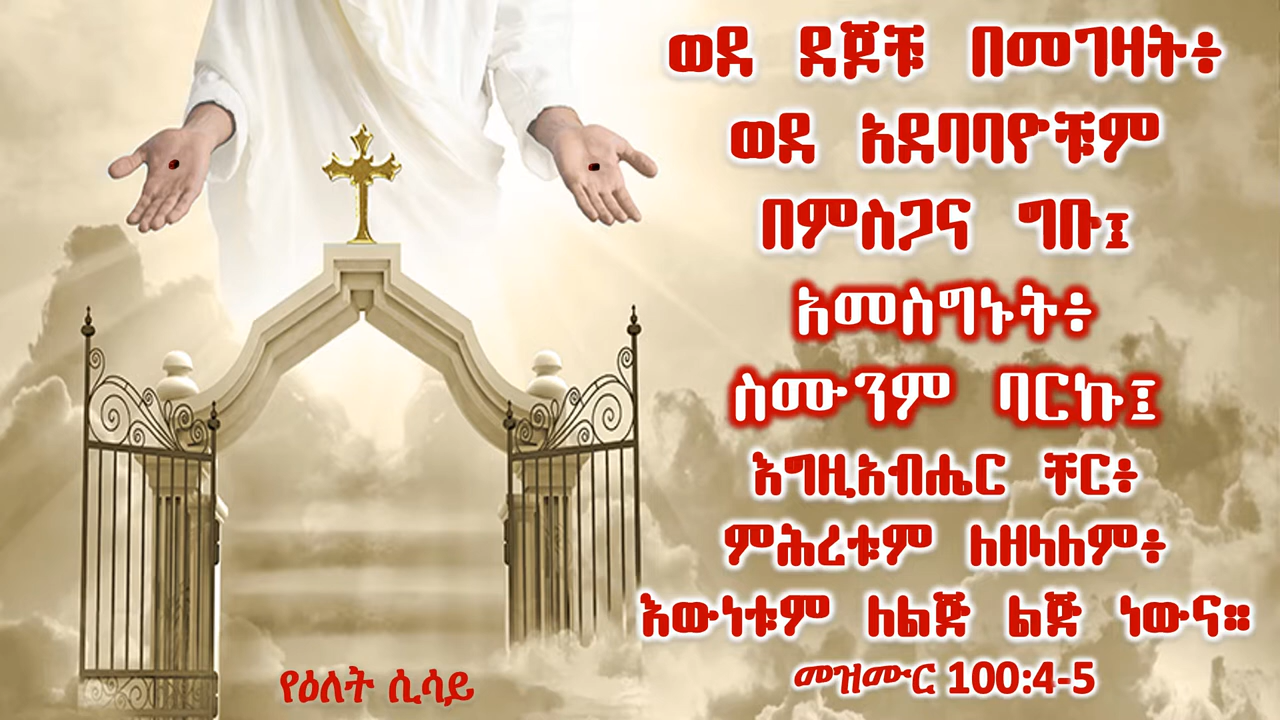 ወደ ደጆቹ በመገዛት፥
ወደ አደባባዮቹም
በምስጋና ግቡ፤
አመስግኑት፥
ስሙንም ባርኩ፤
እግዚአብሔር ቸር፥
ምሕረቱም ለዘላለም፥
እውነቱም ለልጅ ልጅ ነውና።
መዝሙር 100:4-5
የዕለት ሲሳይ